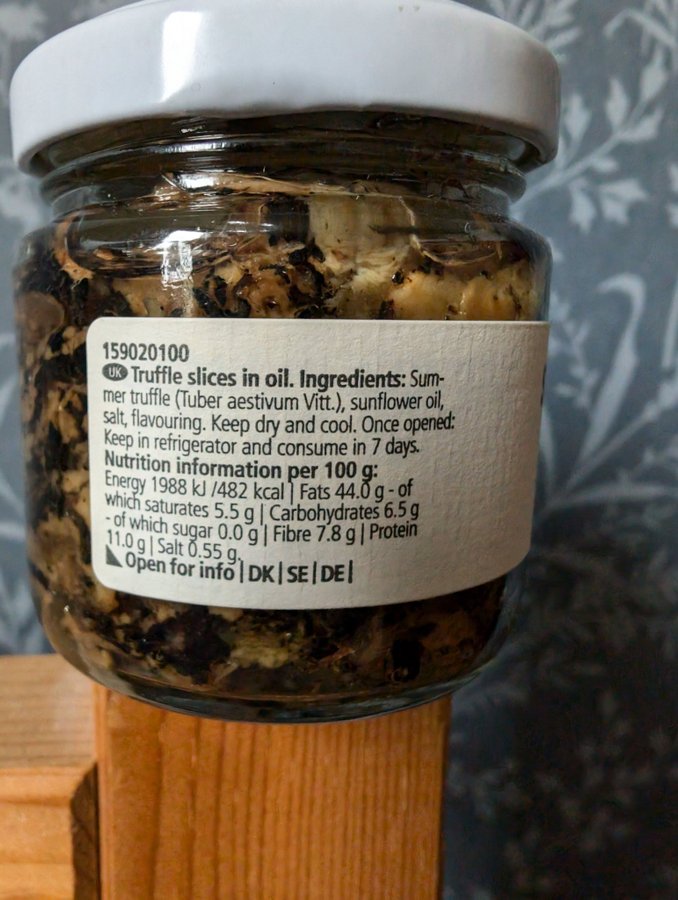 159020100
UK Truffle slices in oil. Ingredients: Sum-
mer truffle (Tuber aestivum Vitt.), sunflower oil,
salt, flavouring. Keep dry and cool. Once opened:
Keep in refrigerator and consume in 7 days.
Nutrition information per 100 g:
Energy 1988 kJ /482 kcal | Fats 44.0 g - of
which saturates 5.5 g | Carbohydrates 6.5 g
- of which sugar 0.0 g | Fibre 7.8 g | Protein
11.0 g | Salt 0.55 g.
Open for info | DK | SE | DE |